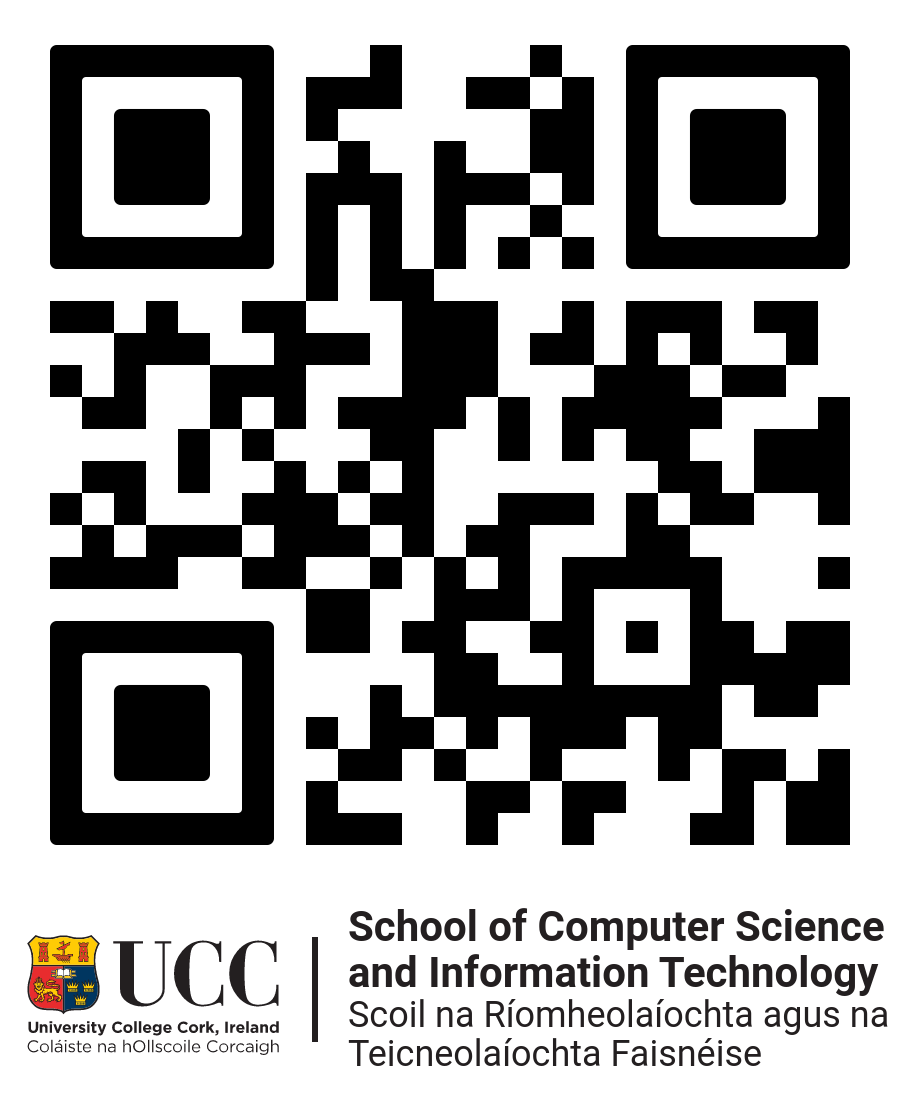 UCC
University College Cork, Ireland
Coláiste na hOllscoile Corcaigh
School of Computer Science
and Information Technology
Scoil na Ríomheolaíochta agus na
Teicneolaíochta Faisnéise